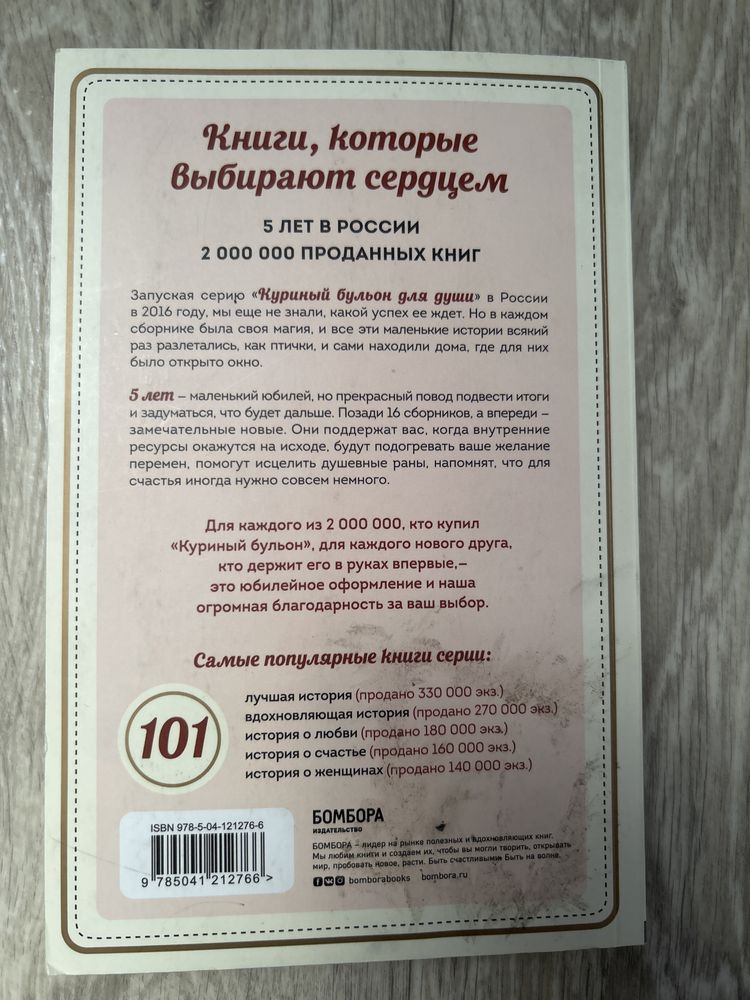 Книги, которые
выбирают сердцем
5 ЛЕТ В РОССИИ
2 000 000 ПРОДАННЫХ КНИГ
Запуская серию «Куриный бульон для души» в России
в 2016 году, мы еще не знали, какой успех ее ждет. Но в каждом
сборнике была своя магия, и все эти маленькие истории всякий
раз разлетались, как птички, и сами находили дома, где для них
было открыто окно.
5 лет – маленький юбилей, но прекрасный повод подвести итоги
и задуматься, что будет дальше. Позади 16 сборников, а впереди –
замечательные новые. Они поддержат вас, когда внутренние
ресурсы окажутся на исходе, будут подогревать ваше желание
перемен, помогут исцелить душевные раны, напомнят, что для
счастья иногда нужно совсем немного.
Для каждого из 2 000 000, кто купил
«Куриный бульон», для каждого нового друга,
кто держит его в руках впервые,–
это юбилейное оформление и наша
огромная благодарность за ваш выбор.
Самые популярные книги серии:
101
лучшая история (продано 330 000 экз.)
вдохновляющая история (продано 270 000 экз.)
история о любви (продано 180 000 экз.)
история о счастье (продано 160 000 экз.)
история о женщинах (продано 140 000 экз.)
ISBN 978-5-04-121276-6
9 785041 212766 >
БОМБОРА
ИЗДАТЕЛЬСТВО
БОМБОРА – лидер на рынке полезных и вдохновляющих книг.
Мы любим книги и создаем их, чтобы вы могли творить, открывать
мир, пробовать новое, расти. Быть счастливыми. Быть на волне.
bomborabooks bombora.ru